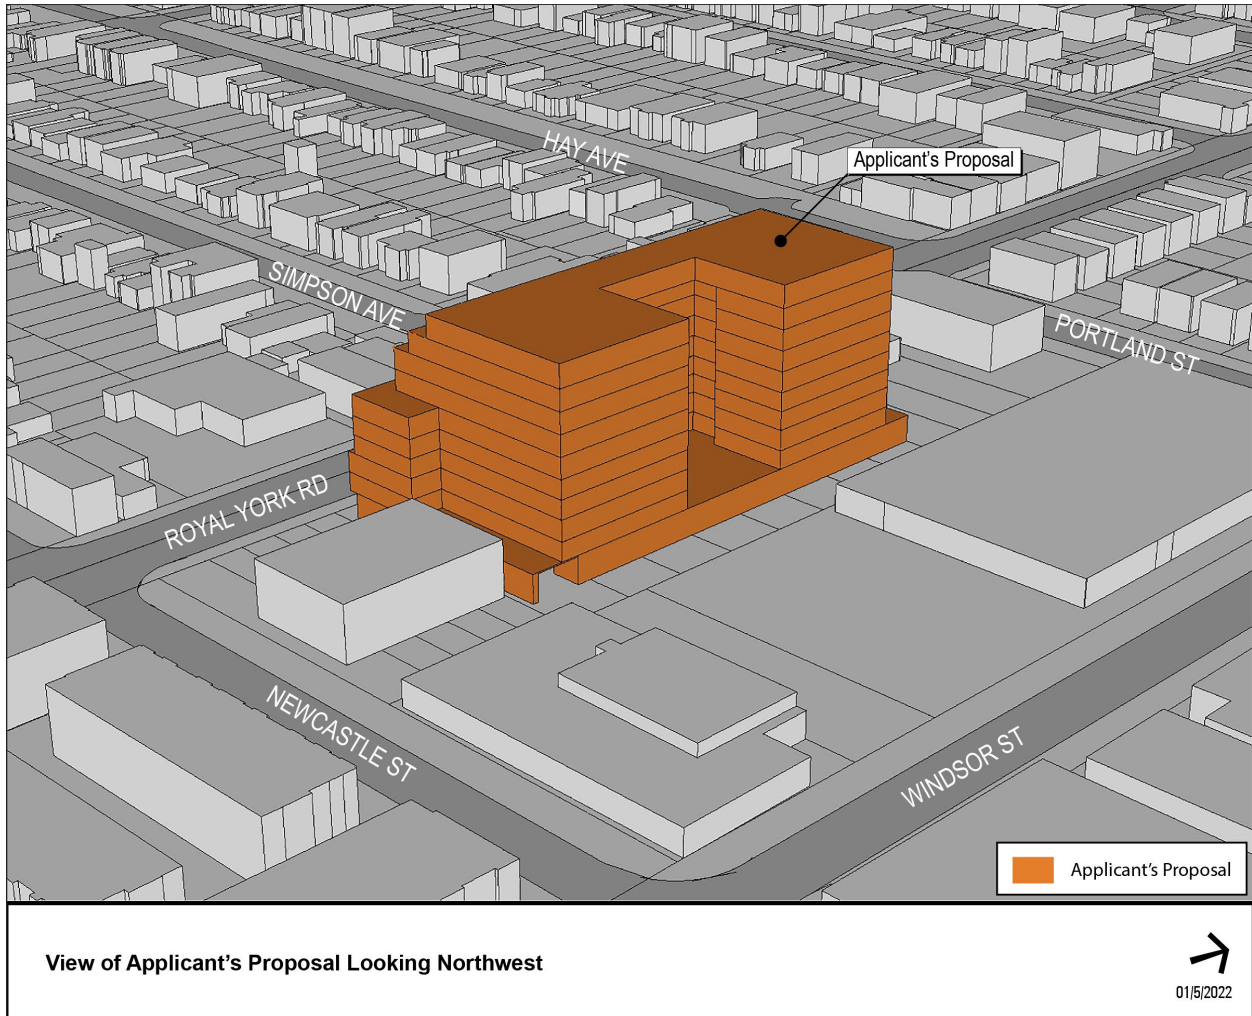 HAY AVE
Applicant's Proposal
SIMPSON AVE
PORTLAND ST
ROYAL YORK RD
NEWCASTLE ST
WINDSOR ST
Applicant's Proposal
View of Applicant's Proposal Looking Northwest
01/5/2022